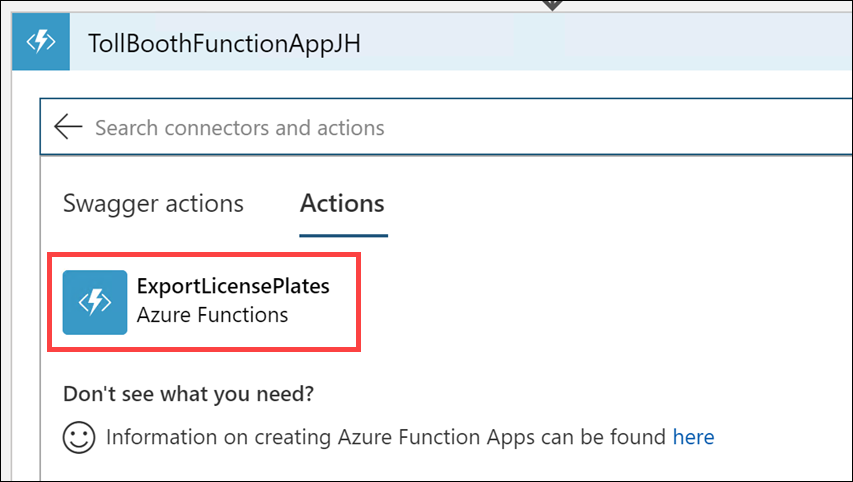 TollBoothFunctionAppJH
Search connectors and actions
Swagger actions Actions
ExportLicensePlates
Azure Functions
Don't see what you need?
Information on creating Azure Function Apps can be found here